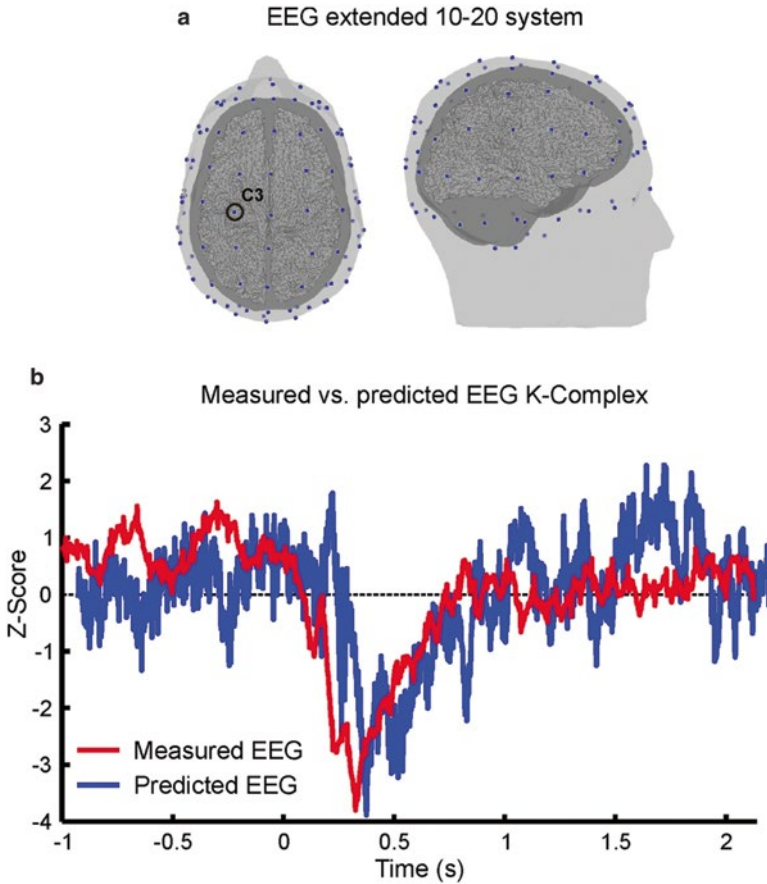 a EEG extended 10-20 system
C3
b
Measured vs. predicted EEG K-Complex
3
2
1
0
-1
-2
-3
-4
Z-Score
Measured EEG
Predicted EEG
-1 -0.5 0 0.5 1 1.5 2
Time (s)